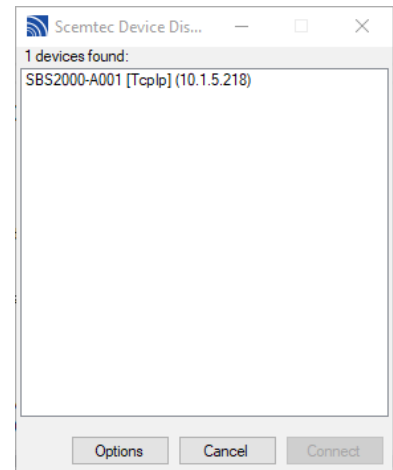 Scemtec Device Dis...
1 devices found:
SBS2000-A001 [TcpIp] (10.1.5.218)
Options Cancel Connect